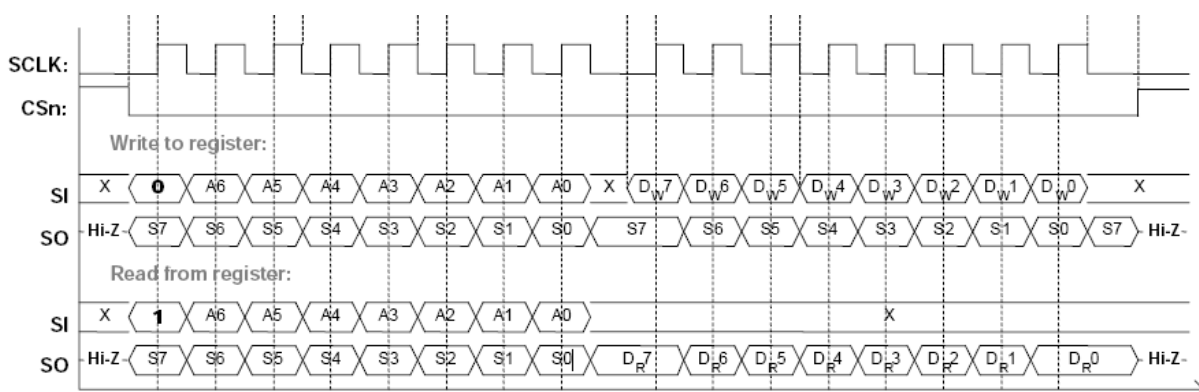 SCLK:
CSn:
Write to register:
SI X 0 A6 A5 A4 A3 A2 A1 A0 X DW7 DW6 DW5 DW4 DW3 DW2 DW1 DW0 X
SO Hi-Z S7 S6 S5 S4 S3 S2 S1 S0 S7 S6 S5 S4 S3 S2 S1 S0 S7 Hi-Z
Read from register:
SI X 1 A6 A5 A4 A3 A2 A1 A0 X
SO Hi-Z S7 S6 S5 S4 S3 S2 S1 S0 DR7 DR6 DR5 DR4 DR3 DR2 DR1 DR0 Hi-Z